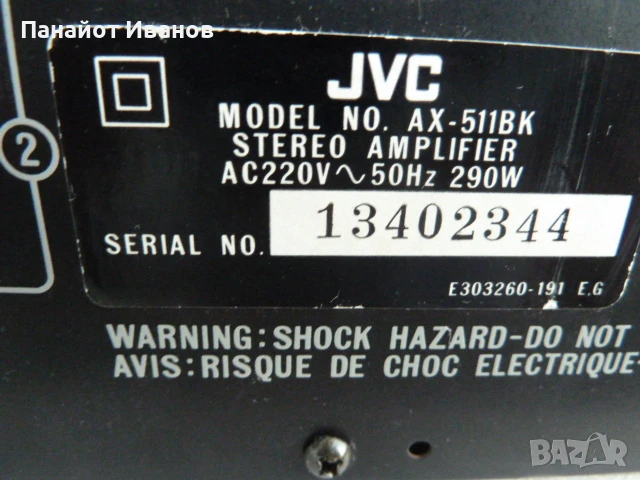 Панайот Иванов
JVC
MODEL NO. AX-511BK
STEREO AMPLIFIER
AC220V∿50Hz 290W
SERIAL NO. 13402344
E303260-191 E.G
2
WARNING:SHOCK HAZARD-DO NOT
AVIS:RISQUE DE CHOC ELECTRIQUE-
BAZAR